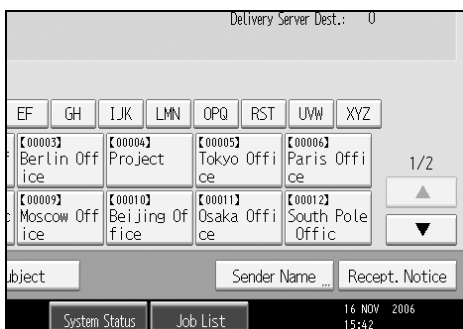 Delivery Server Dest.: 0
EF GH IJK LMN OPQ RST UVW XYZ
【00003】 【00004】 【00005】 【00006】
Berlin Off Project Tokyo Offi Paris Offi
ice ce ce
1/2
【00009】 【00010】 【00011】 【00012】
Moscow Off Beijing Of Osaka Offi South Pole
ice fice ce Offic
▲
▼
ubject Sender Name ... Recept. Notice
System Status Job List 16 NOV 2006
15:42